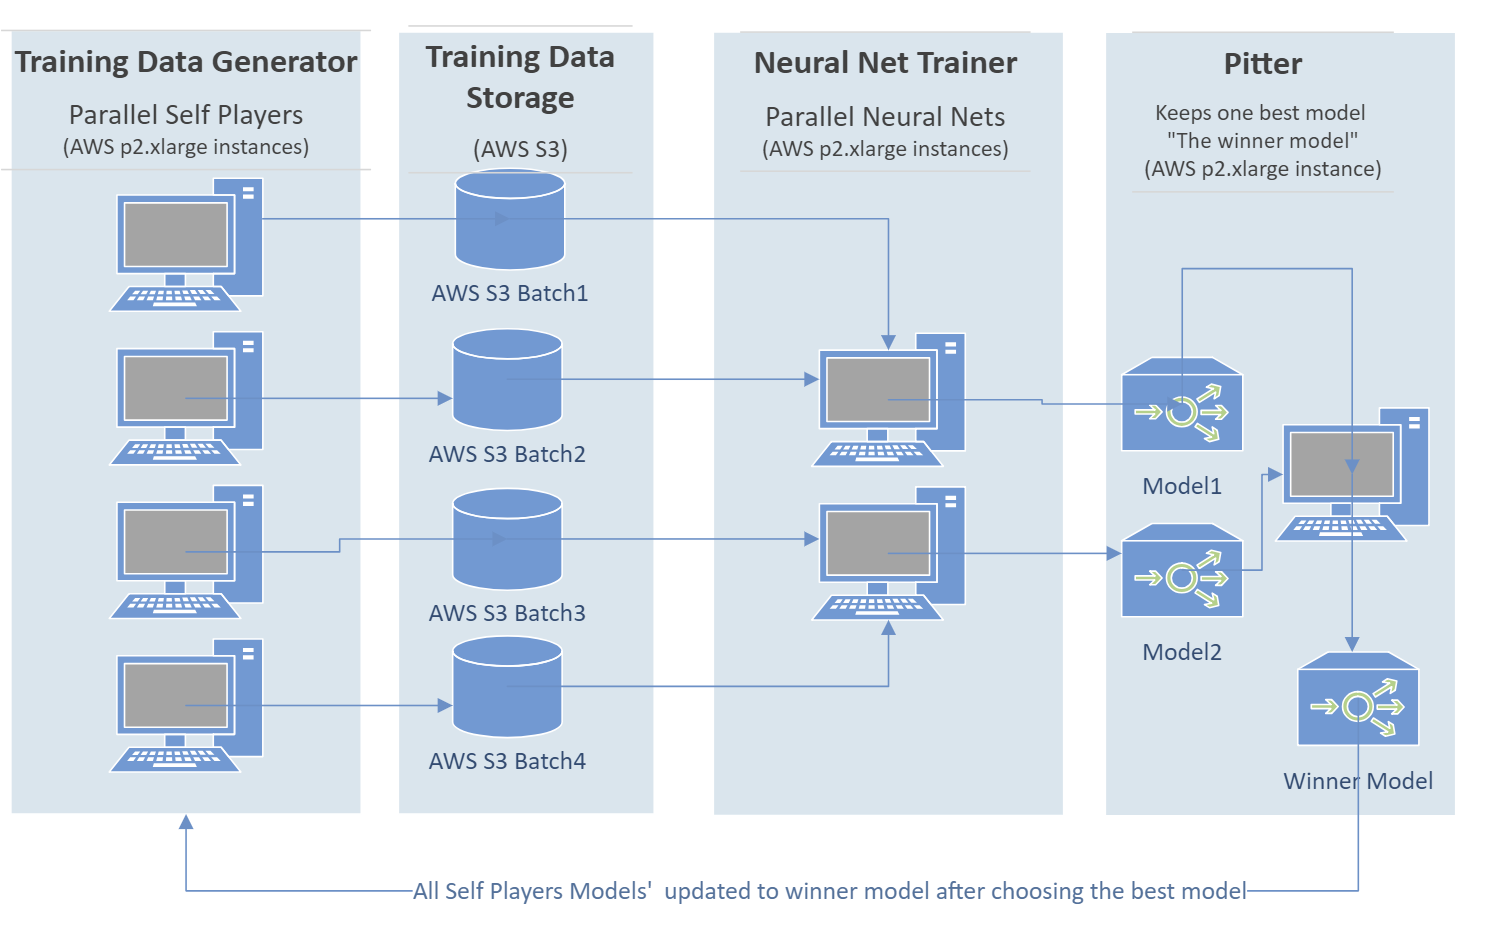 Training Data Generator
Parallel Self Players
(AWS p2.xlarge instances)
Training Data
Storage
(AWS S3)
AWS S3 Batch1
AWS S3 Batch2
AWS S3 Batch3
AWS S3 Batch4
Neural Net Trainer
Parallel Neural Nets
(AWS p2.xlarge instances)
Pitter
Keeps one best model
"The winner model"
(AWS p2.xlarge instance)
Model1
Model2
Winner Model
All Self Players Models'  updated to winner model after choosing the best model